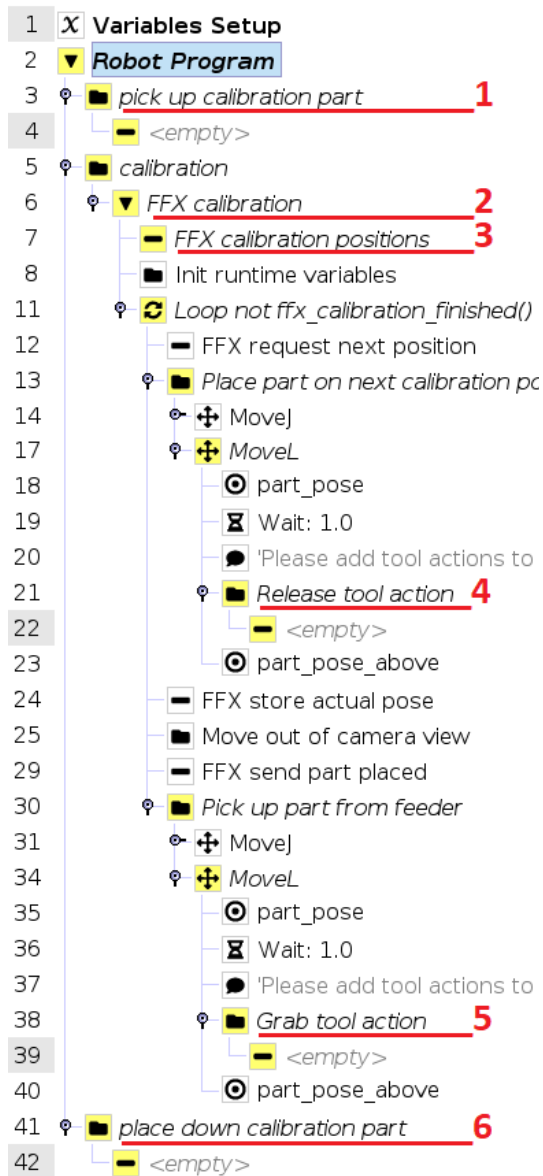 1 X Variables Setup
2 Robot Program
3 pick up calibration part 1
4 <empty>
5 calibration
6 FFX calibration 2
7 FFX calibration positions 3
8 Init runtime variables
11 Loop not ffx_calibration_finished()
12 FFX request next position
13 Place part on next calibration po
14 MoveJ
17 MoveL
18 part_pose
19 Wait: 1.0
20 'Please add tool actions to
21 Release tool action 4
22 <empty>
23 part_pose_above
24 FFX store actual pose
25 Move out of camera view
29 FFX send part placed
30 Pick up part from feeder
31 MoveJ
34 MoveL
35 part_pose
36 Wait: 1.0
37 'Please add tool actions to
38 Grab tool action 5
39 <empty>
40 part_pose_above
41 place down calibration part 6
42 <empty>